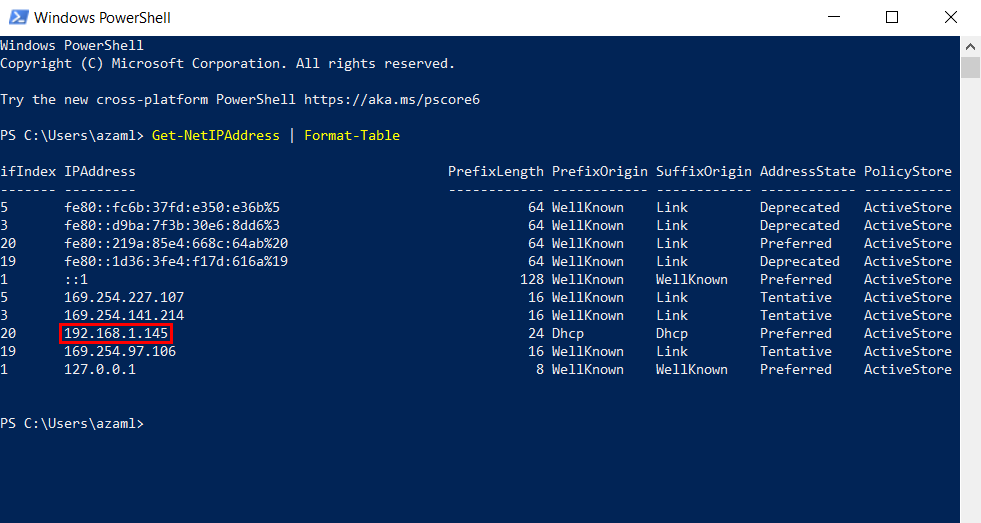 Windows PowerShell
Windows PowerShell
Copyright (C) Microsoft Corporation. All rights reserved.
Try the new cross-platform PowerShell https://aka.ms/pscore6
PS C:\Users\azaml> Get-NetIPAddress | Format-Table
ifIndex IPAddress PrefixLength PrefixOrigin SuffixOrigin AddressState PolicyStore
------- --------- ------------ ------------ ------------ ------------ -----------
5 fe80::fc6b:37fd:e350:e36b%5 64 WellKnown Link Deprecated ActiveStore
3 fe80::d9ba:7f3b:30e6:8dd6%3 64 WellKnown Link Deprecated ActiveStore
20 fe80::219a:85e4:668c:64ab%20 64 WellKnown Link Preferred ActiveStore
19 fe80::1d36:3fe4:f17d:616a%19 64 WellKnown Link Deprecated ActiveStore
1 ::1 128 WellKnown WellKnown Preferred ActiveStore
5 169.254.227.107 16 WellKnown Link Tentative ActiveStore
3 169.254.141.214 16 WellKnown Link Tentative ActiveStore
20 192.168.1.145 24 Dhcp Dhcp Preferred ActiveStore
19 169.254.97.106 16 WellKnown Link Tentative ActiveStore
1 127.0.0.1 8 WellKnown WellKnown Preferred ActiveStore
PS C:\Users\azaml>